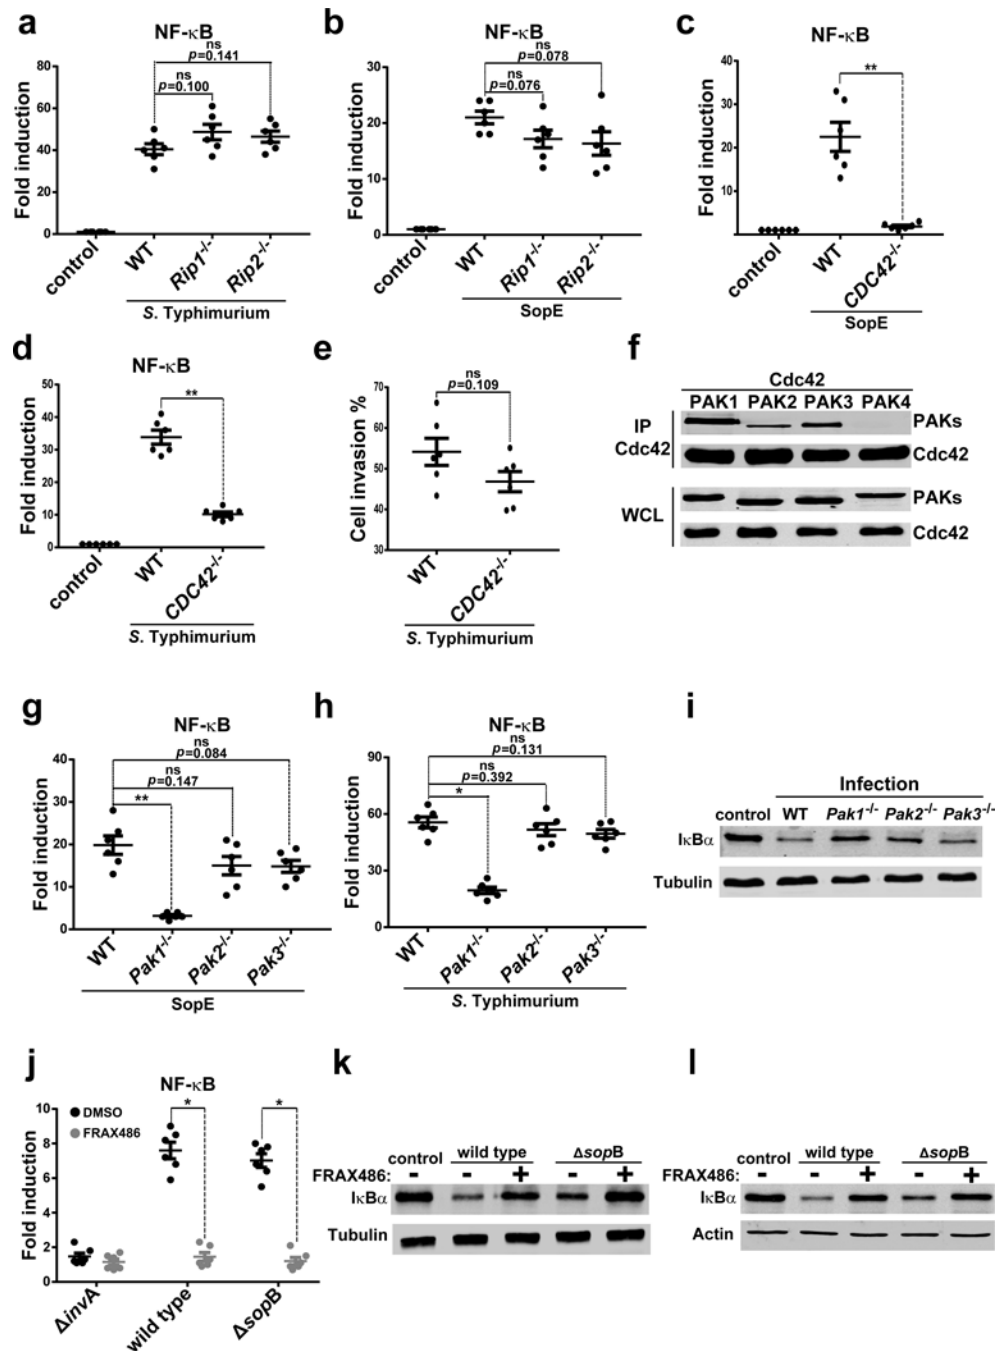 a
NF-κB
ns
p=0.141
ns
p=0.100
Fold induction
80
60
40
20
0
control
WT
Rip1-/-
Rip2-/-
S. Typhimurium
b
NF-κB
ns
p=0.078
ns
p=0.076
Fold induction
30
20
10
0
control
WT
Rip1-/-
Rip2-/-
SopE
c
NF-κB
**
Fold induction
40
30
20
10
0
control
WT
CDC42-/-
SopE
d
NF-κB
**
Fold induction
50
40
30
20
10
0
control
WT
CDC42-/-
S. Typhimurium
e
ns
p=0.109
Cell invasion %
70
60
50
40
30
WT
CDC42-/-
S. Typhimurium
f
Cdc42
PAK1 PAK2 PAK3 PAK4
IP
Cdc42
PAKs
Cdc42
WCL
PAKs
Cdc42
g
NF-κB
ns
p=0.084
ns
p=0.147
**
Fold induction
40
30
20
10
0
WT
Pak1-/-
Pak2-/-
Pak3-/-
SopE
h
NF-κB
ns
p=0.131
ns
p=0.392
*
Fold induction
90
60
30
0
WT
Pak1-/-
Pak2-/-
Pak3-/-
S. Typhimurium
i
Infection
control WT Pak1-/- Pak2-/- Pak3-/-
IκBα
Tubulin
j
NF-κB
DMSO
FRAX486
*
*
Fold induction
10
8
6
4
2
0
ΔinvA
wild type
ΔsopB
k
control wild type ΔsopB
FRAX486: - - + - +
IκBα
Tubulin
l
control wild type ΔsopB
FRAX486: - - + - +
IκBα
Actin